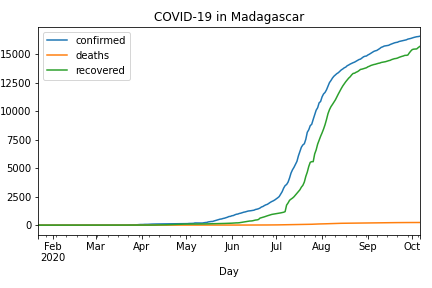 COVID-19 in Madagascar
confirmed
deaths
recovered
15000
12500
10000
7500
5000
2500
0
Feb Mar Apr May Jun Jul Aug Sep Oct
2020
Day